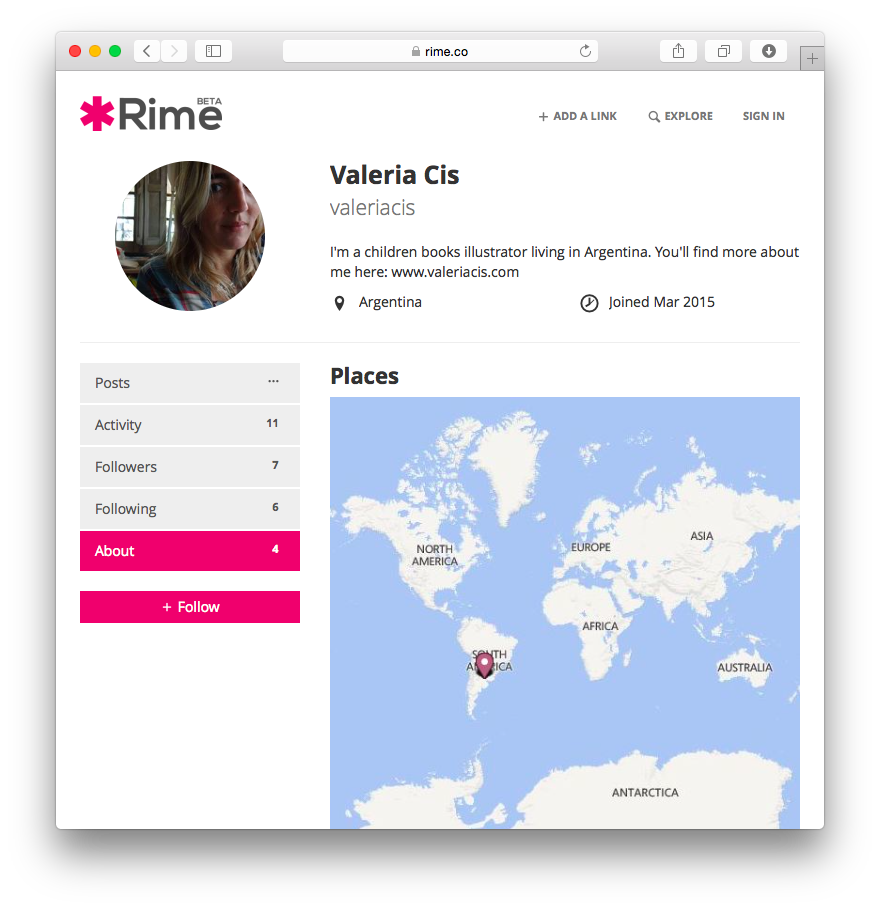 rime.co
Rime BETA
+ ADD A LINK
EXPLORE
SIGN IN
Valeria Cis
valeriacis
I'm a children books illustrator living in Argentina. You'll find more about
me here: www.valeriacis.com
Argentina
Joined Mar 2015
Posts ···
Activity 11
Followers 7
Following 6
About 4
+ Follow
Places
NORTH
AMERICA
EUROPE
ASIA
AFRICA
SOUTH
AMERICA
AUSTRALIA
ANTARCTICA